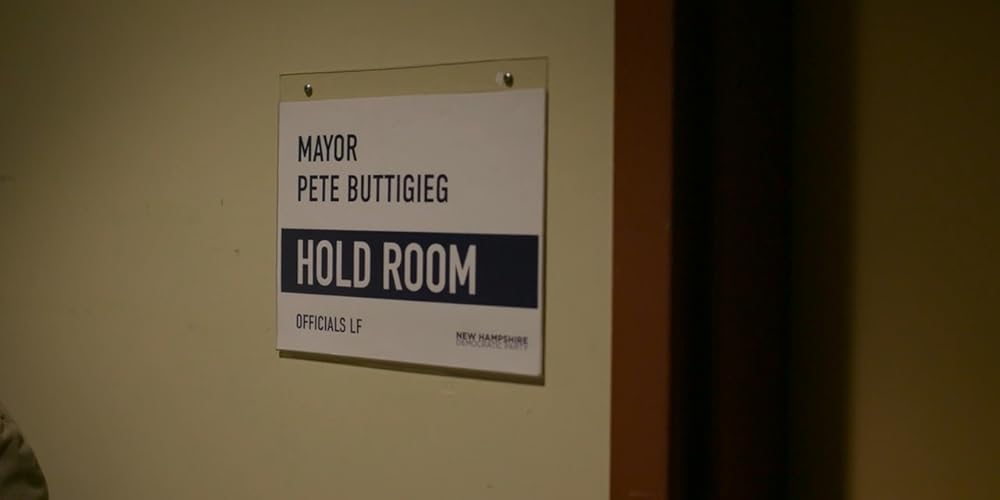 MAYOR
PETE BUTTIGIEG
HOLD ROOM
OFFICIALS LF
NEW HAMPSHIRE
DEMOCRATIC PARTY